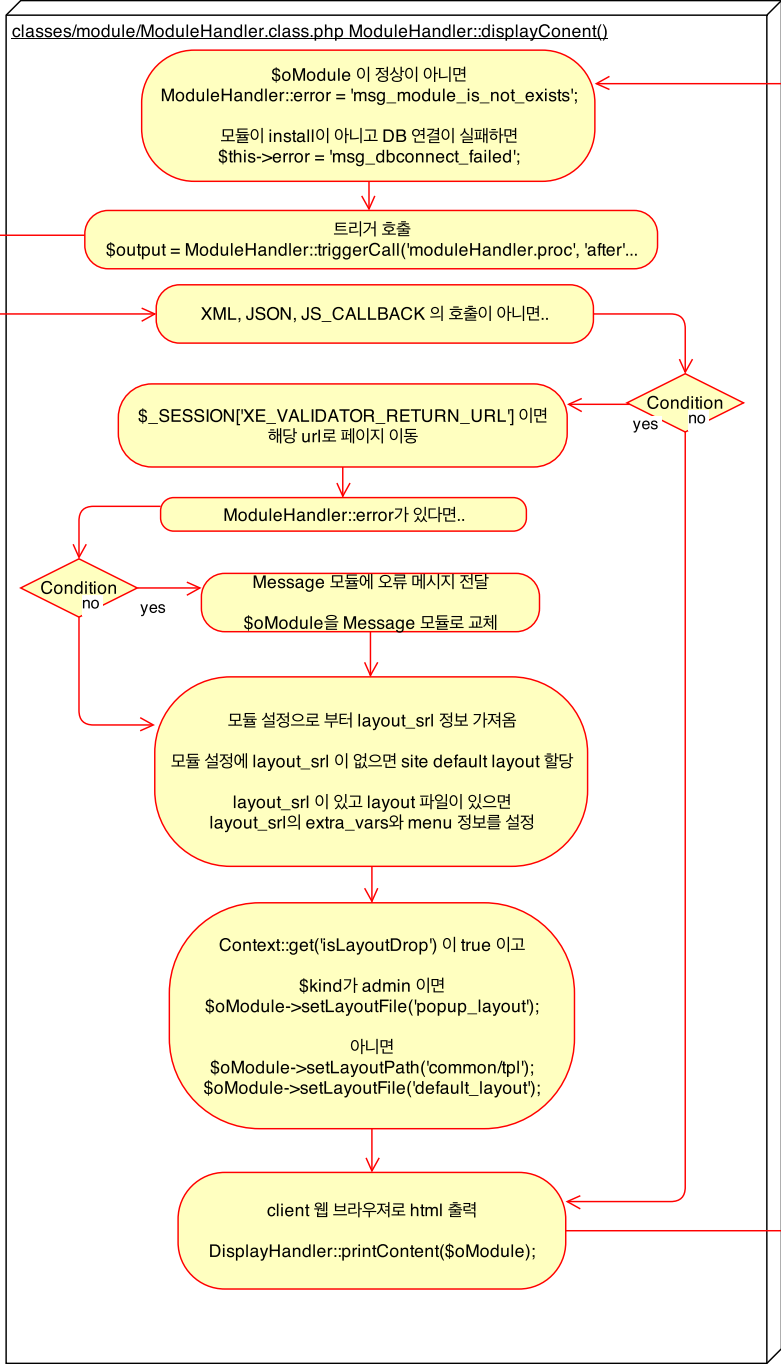 classes/module/ModuleHandler.class.php ModuleHandler::displayConent()
$oModule 이 정상이 아니면
ModuleHandler::error = 'msg_module_is_not_exists';
모듈이 install이 아니고 DB 연결이 실패하면
$this->error = 'msg_dbconnect_failed';
트리거 호출
$output = ModuleHandler::triggerCall('moduleHandler.proc', 'after'...
XML, JSON, JS_CALLBACK 의 호출이 아니면..
Condition
yes
no
$_SESSION['XE_VALIDATOR_RETURN_URL'] 이면
해당 url로 페이지 이동
ModuleHandler::error가 있다면..
Condition
no
yes
Message 모듈에 오류 메시지 전달
$oModule을 Message 모듈로 교체
모듈 설정으로 부터 layout_srl 정보 가져옴
모듈 설정에 layout_srl 이 없으면 site default layout 할당
layout_srl 이 있고 layout 파일이 있으면
layout_srl의 extra_vars와 menu 정보를 설정
Context::get('isLayoutDrop') 이 true 이고
$kind가 admin 이면
$oModule->setLayoutFile('popup_layout');
아니면
$oModule->setLayoutPath('common/tpl');
$oModule->setLayoutFile('default_layout');
client 웹 브라우져로 html 출력
DisplayHandler::printContent($oModule);